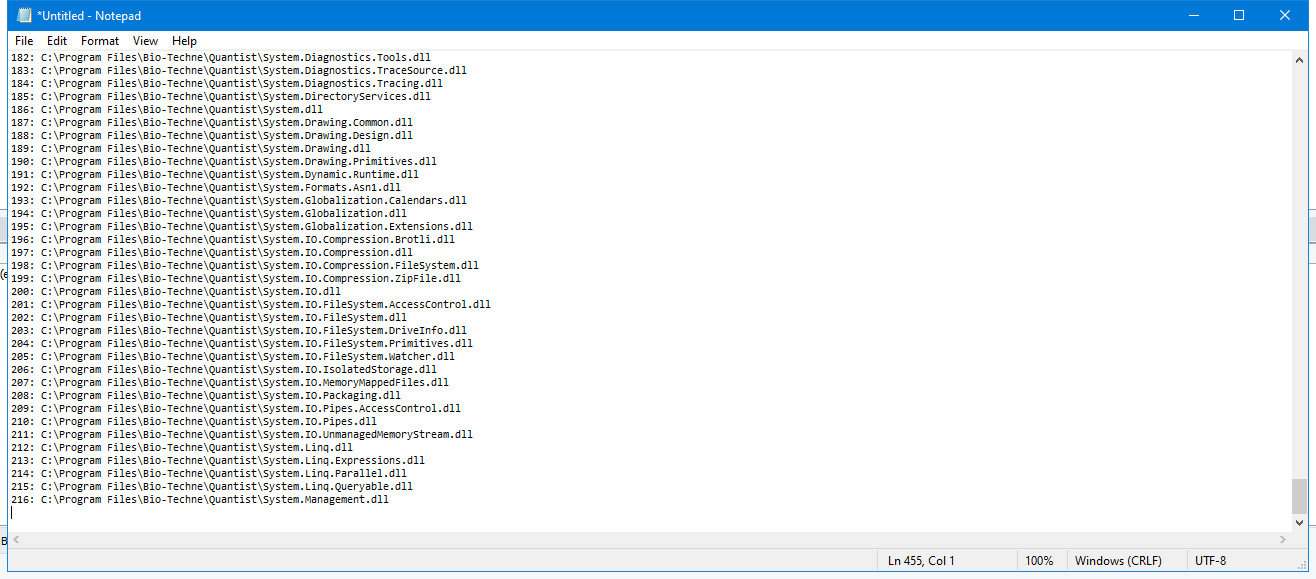 *Untitled - Notepad
File Edit Format View Help
182: C:\Program Files\Bio-Techne\Quantist\System.Diagnostics.Tools.dll
183: C:\Program Files\Bio-Techne\Quantist\System.Diagnostics.TraceSource.dll
184: C:\Program Files\Bio-Techne\Quantist\System.Diagnostics.Tracing.dll
185: C:\Program Files\Bio-Techne\Quantist\System.DirectoryServices.dll
186: C:\Program Files\Bio-Techne\Quantist\System.dll
187: C:\Program Files\Bio-Techne\Quantist\System.Drawing.Common.dll
188: C:\Program Files\Bio-Techne\Quantist\System.Drawing.Design.dll
189: C:\Program Files\Bio-Techne\Quantist\System.Drawing.dll
190: C:\Program Files\Bio-Techne\Quantist\System.Drawing.Primitives.dll
191: C:\Program Files\Bio-Techne\Quantist\System.Dynamic.Runtime.dll
192: C:\Program Files\Bio-Techne\Quantist\System.Formats.Asn1.dll
193: C:\Program Files\Bio-Techne\Quantist\System.Globalization.Calendars.dll
194: C:\Program Files\Bio-Techne\Quantist\System.Globalization.dll
195: C:\Program Files\Bio-Techne\Quantist\System.Globalization.Extensions.dll
196: C:\Program Files\Bio-Techne\Quantist\System.IO.Compression.Brotli.dll
197: C:\Program Files\Bio-Techne\Quantist\System.IO.Compression.dll
198: C:\Program Files\Bio-Techne\Quantist\System.IO.Compression.FileSystem.dll
199: C:\Program Files\Bio-Techne\Quantist\System.IO.Compression.ZipFile.dll
200: C:\Program Files\Bio-Techne\Quantist\System.IO.dll
201: C:\Program Files\Bio-Techne\Quantist\System.IO.FileSystem.AccessControl.dll
202: C:\Program Files\Bio-Techne\Quantist\System.IO.FileSystem.dll
203: C:\Program Files\Bio-Techne\Quantist\System.IO.FileSystem.DriveInfo.dll
204: C:\Program Files\Bio-Techne\Quantist\System.IO.FileSystem.Primitives.dll
205: C:\Program Files\Bio-Techne\Quantist\System.IO.FileSystem.Watcher.dll
206: C:\Program Files\Bio-Techne\Quantist\System.IO.IsolatedStorage.dll
207: C:\Program Files\Bio-Techne\Quantist\System.IO.MemoryMappedFiles.dll
208: C:\Program Files\Bio-Techne\Quantist\System.IO.Packaging.dll
209: C:\Program Files\Bio-Techne\Quantist\System.IO.Pipes.AccessControl.dll
210: C:\Program Files\Bio-Techne\Quantist\System.IO.Pipes.dll
211: C:\Program Files\Bio-Techne\Quantist\System.IO.UnmanagedMemoryStream.dll
212: C:\Program Files\Bio-Techne\Quantist\System.Linq.dll
213: C:\Program Files\Bio-Techne\Quantist\System.Linq.Expressions.dll
214: C:\Program Files\Bio-Techne\Quantist\System.Linq.Parallel.dll
215: C:\Program Files\Bio-Techne\Quantist\System.Linq.Queryable.dll
216: C:\Program Files\Bio-Techne\Quantist\System.Management.dll
Ln 455, Col 1 100% Windows (CRLF) UTF-8